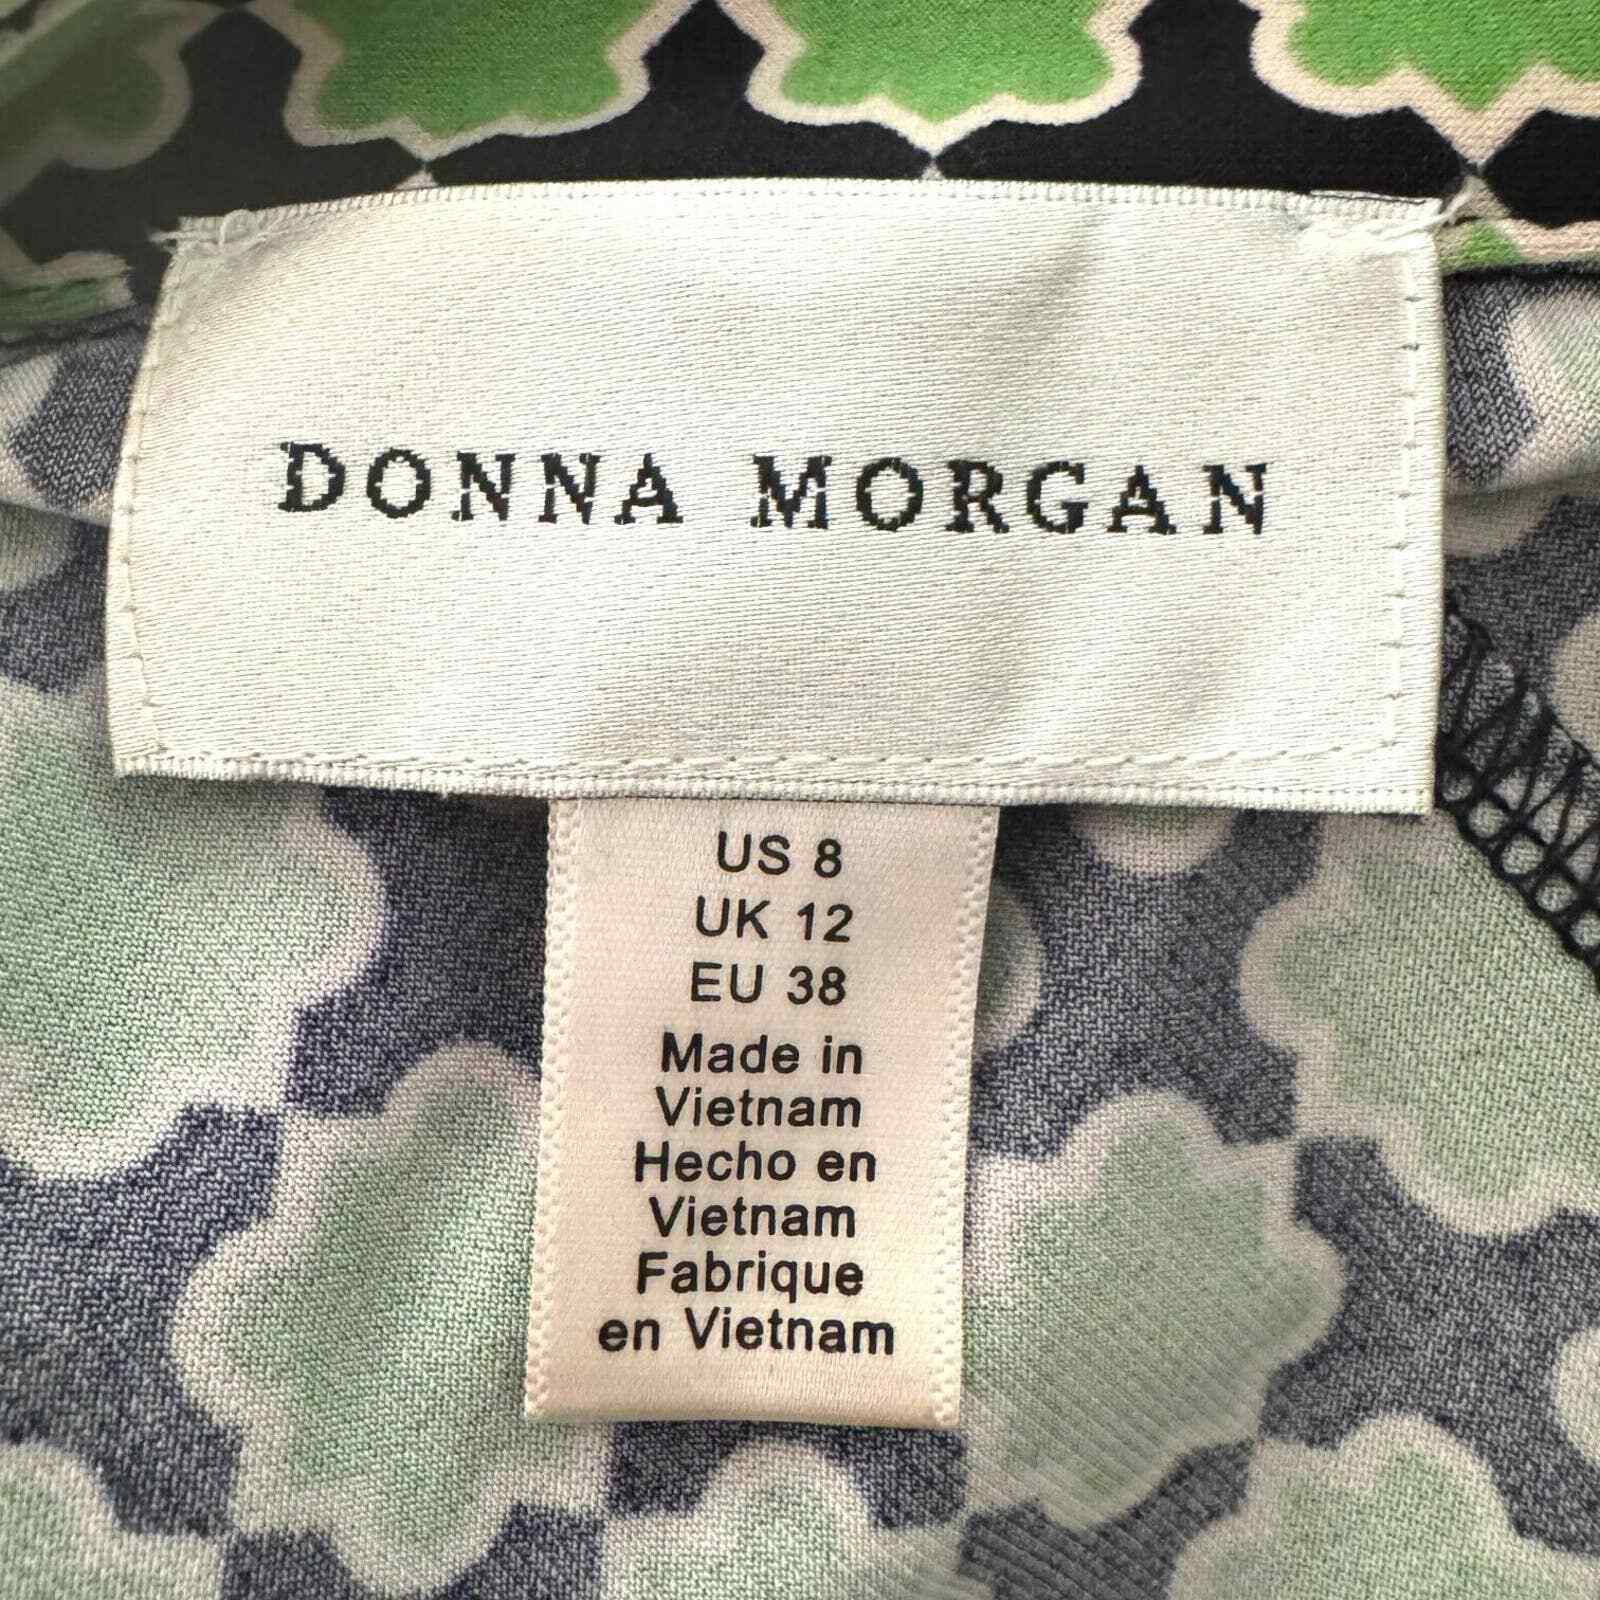 DONNA MORGAN
US 8
UK 12
EU 38
Made in
Vietnam
Hecho en
Vietnam
Fabrique
en Vietnam